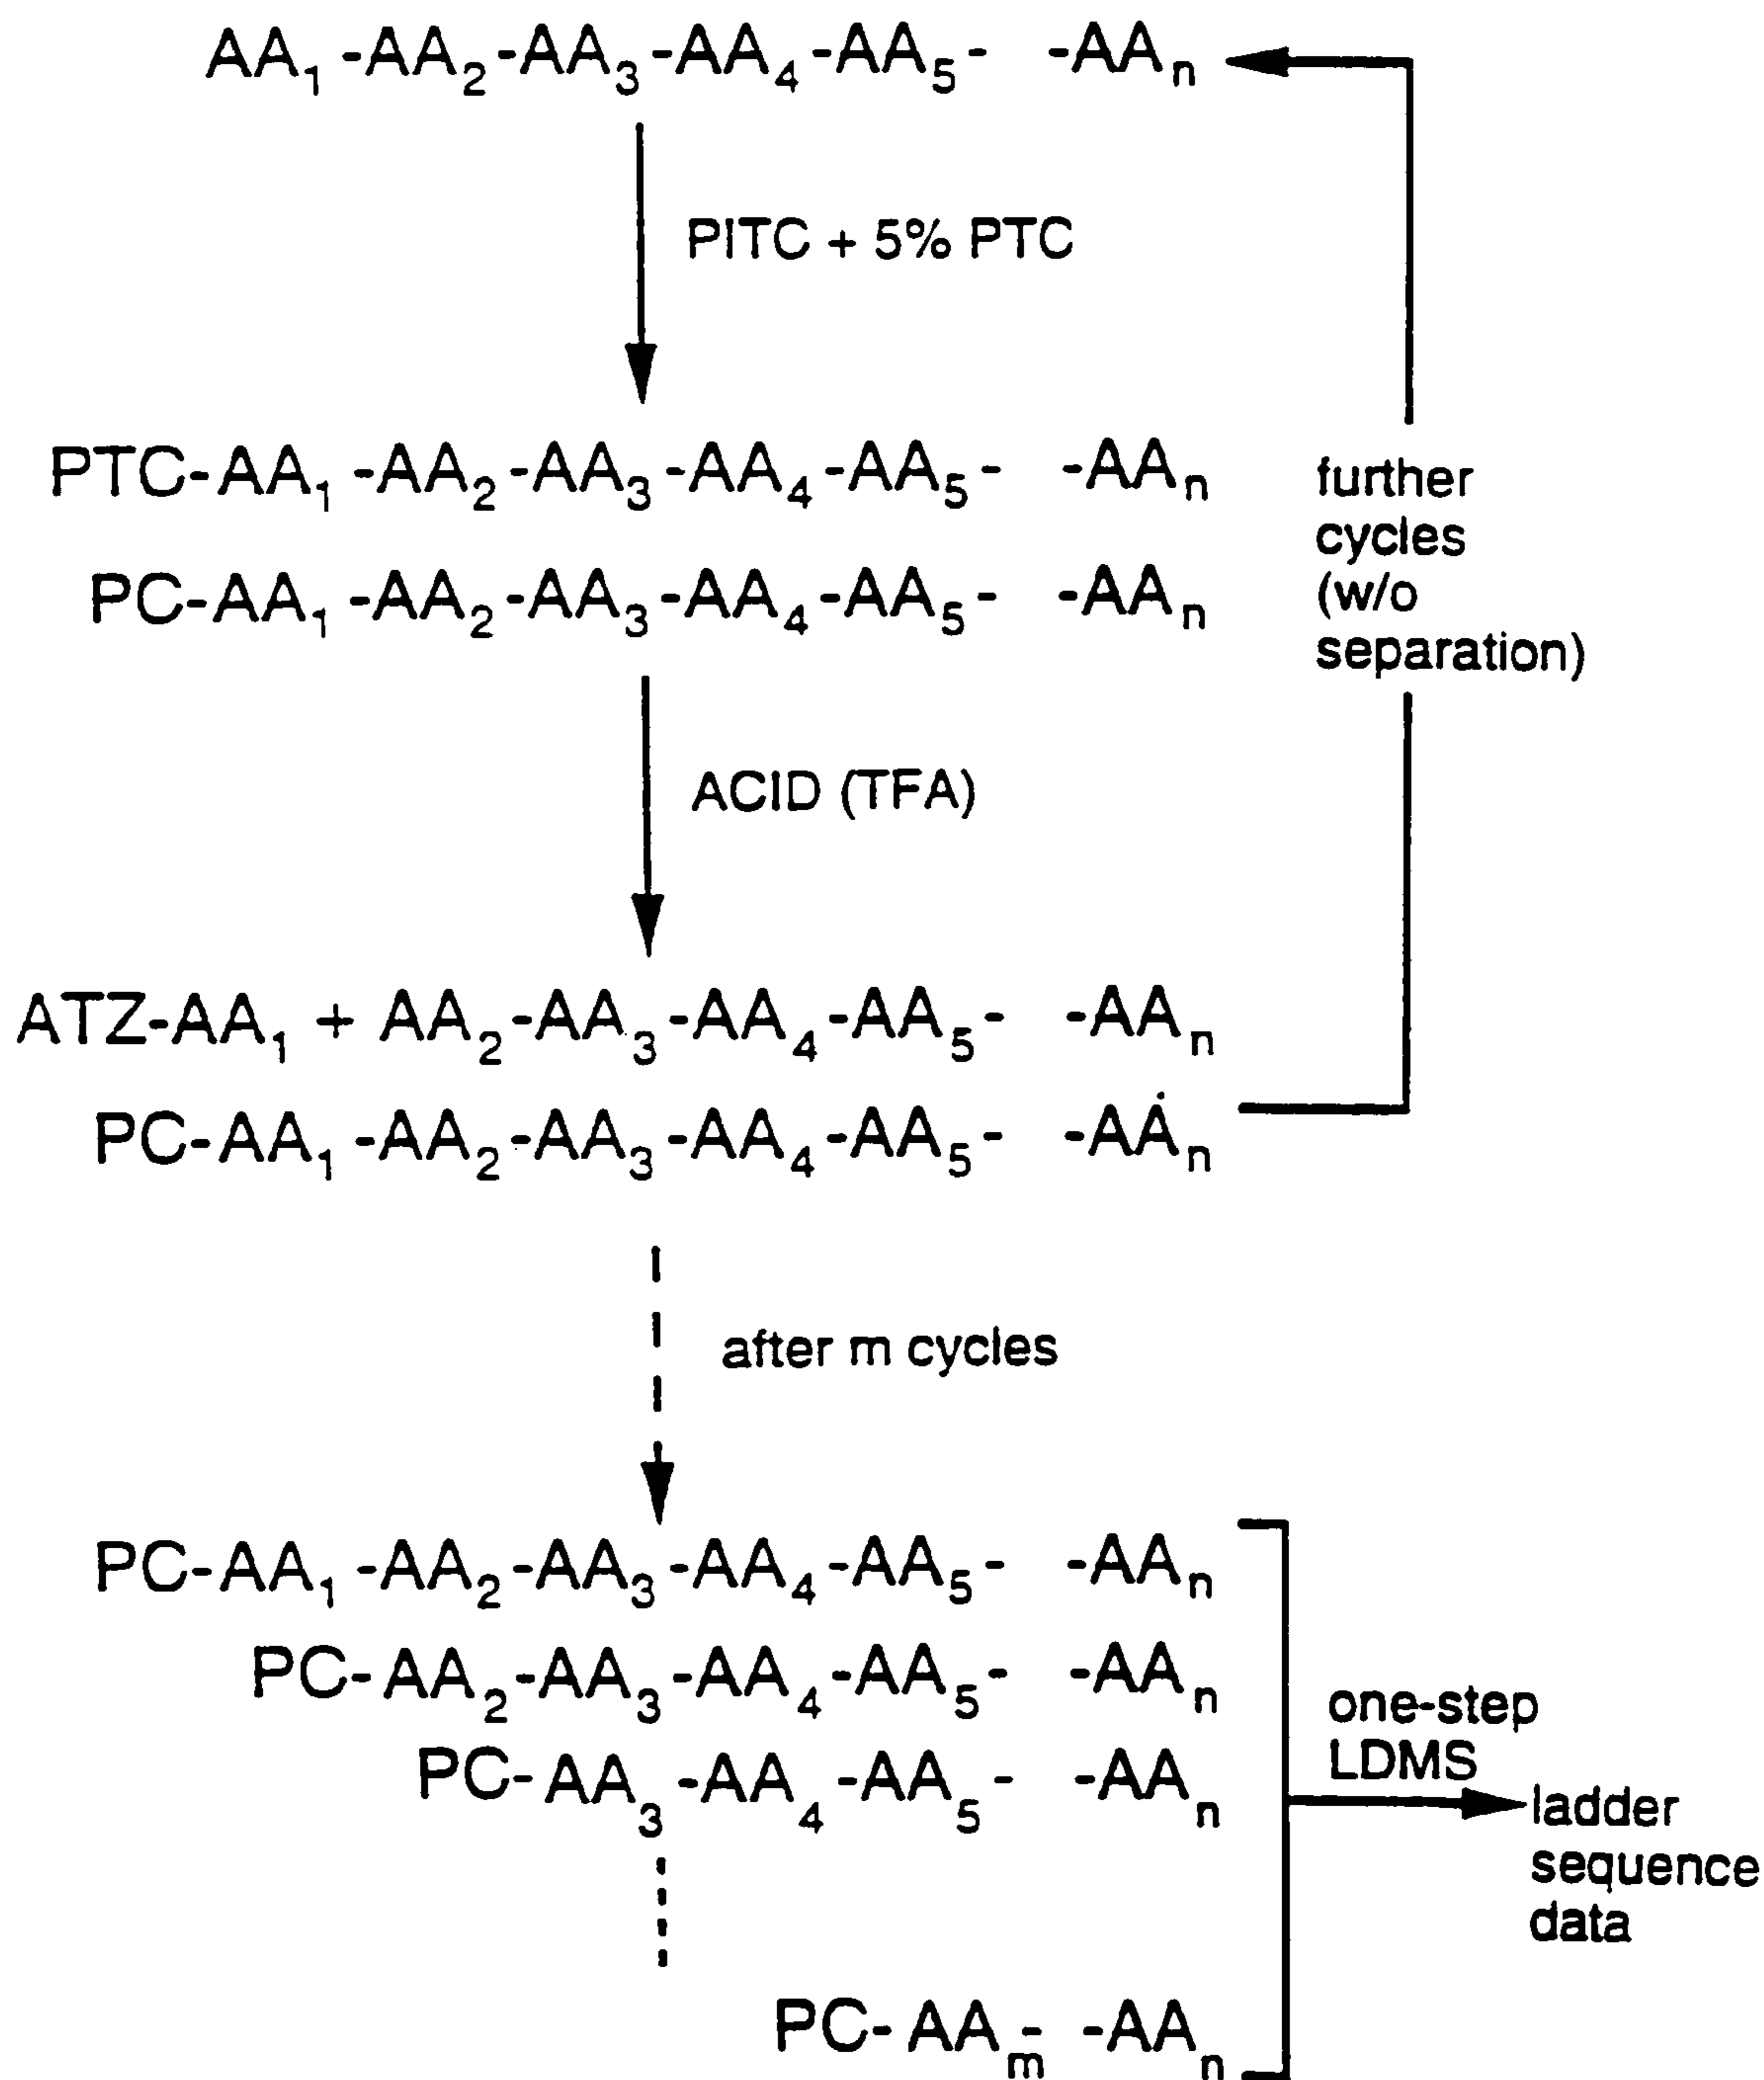 AA₁ -AA₂-AA₃-AA₄-AA₅- -AAₙ
PITC + 5% PTC
PTC-AA₁ -AA₂-AA₃-AA₄-AA₅- -AAₙ
PC-AA₁ -AA₂-AA₃-AA₄-AA₅- -AAₙ
further
cycles
(w/o
separation)
ACID (TFA)
ATZ-AA₁ + AA₂-AA₃-AA₄-AA₅- -AAₙ
PC-AA₁ -AA₂-AA₃-AA₄-AA₅- -AAₙ
after m cycles
PC-AA₁ -AA₂-AA₃-AA₄-AA₅- -AAₙ
PC-AA₂-AA₃-AA₄-AA₅- -AAₙ
PC-AA₃-AA₄-AA₅- -AAₙ
PC-AAₘ- -AAₙ
one-step
LDMS
ladder
sequence
data